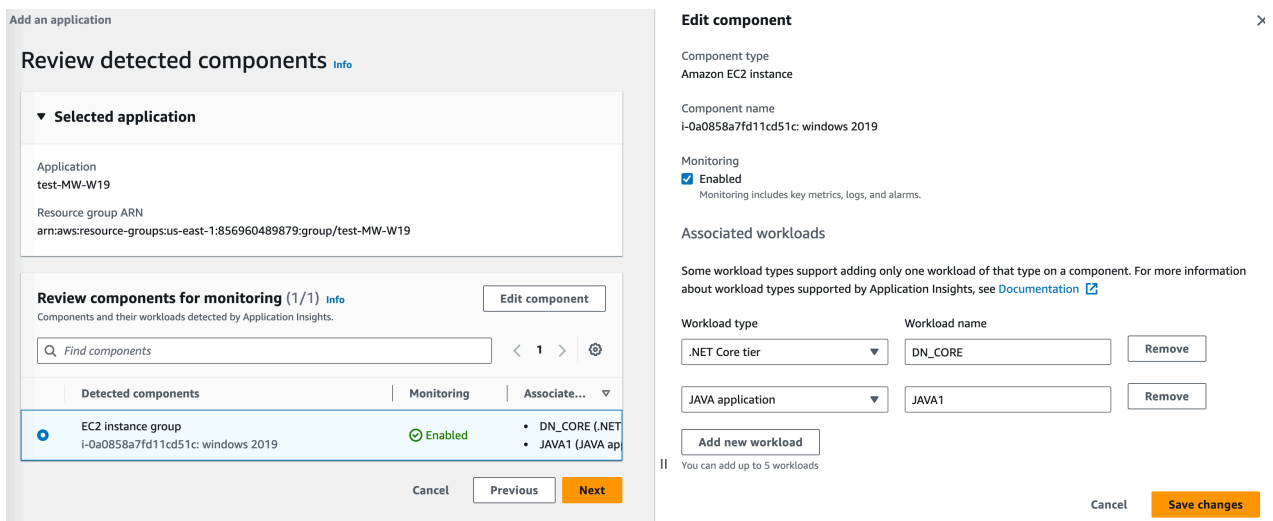 Add an application
Review detected components Info
Selected application
Application
test-MW-W19
Resource group ARN
arn:aws:resource-groups:us-east-1:856960489879:group/test-MW-W19
Review components for monitoring (1/1) Info
Edit component
Components and their workloads detected by Application Insights.
Find components
1
Detected components
Monitoring
Associate...
EC2 instance group
i-0a0858a7fd11cd51c: windows 2019
Enabled
• DN_CORE (.NET
• JAVA1 (JAVA ap
Cancel
Previous
Next
Edit component
Component type
Amazon EC2 instance
Component name
i-0a0858a7fd11cd51c: windows 2019
Monitoring
Enabled
Monitoring includes key metrics, logs, and alarms.
Associated workloads
Some workload types support adding only one workload of that type on a component. For more information
about workload types supported by Application Insights, see Documentation
Workload type
Workload name
.NET Core tier
DN_CORE
Remove
JAVA application
JAVA1
Remove
Add new workload
You can add up to 5 workloads
Cancel
Save changes